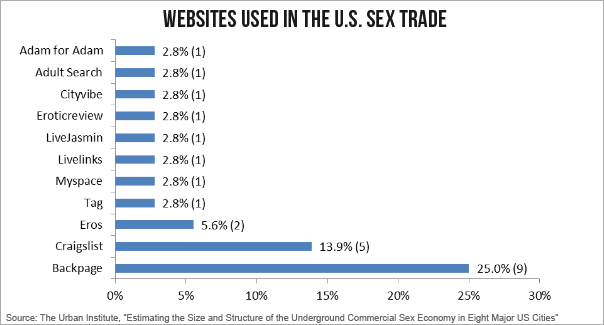 WEBSITES USED IN THE U.S. SEX TRADE
Adam for Adam 2.8% (1)
Adult Search 2.8% (1)
Cityvibe 2.8% (1)
Eroticreview 2.8% (1)
LiveJasmin 2.8% (1)
Livelinks 2.8% (1)
Myspace 2.8% (1)
Tag 2.8% (1)
Eros 5.6% (2)
Craigslist 13.9% (5)
Backpage 25.0% (9)
0% 5% 10% 15% 20% 25% 30%
Source: The Urban Institute, "Estimating the Size and Structure of the Underground Commercial Sex Economy in Eight Major US Cities"